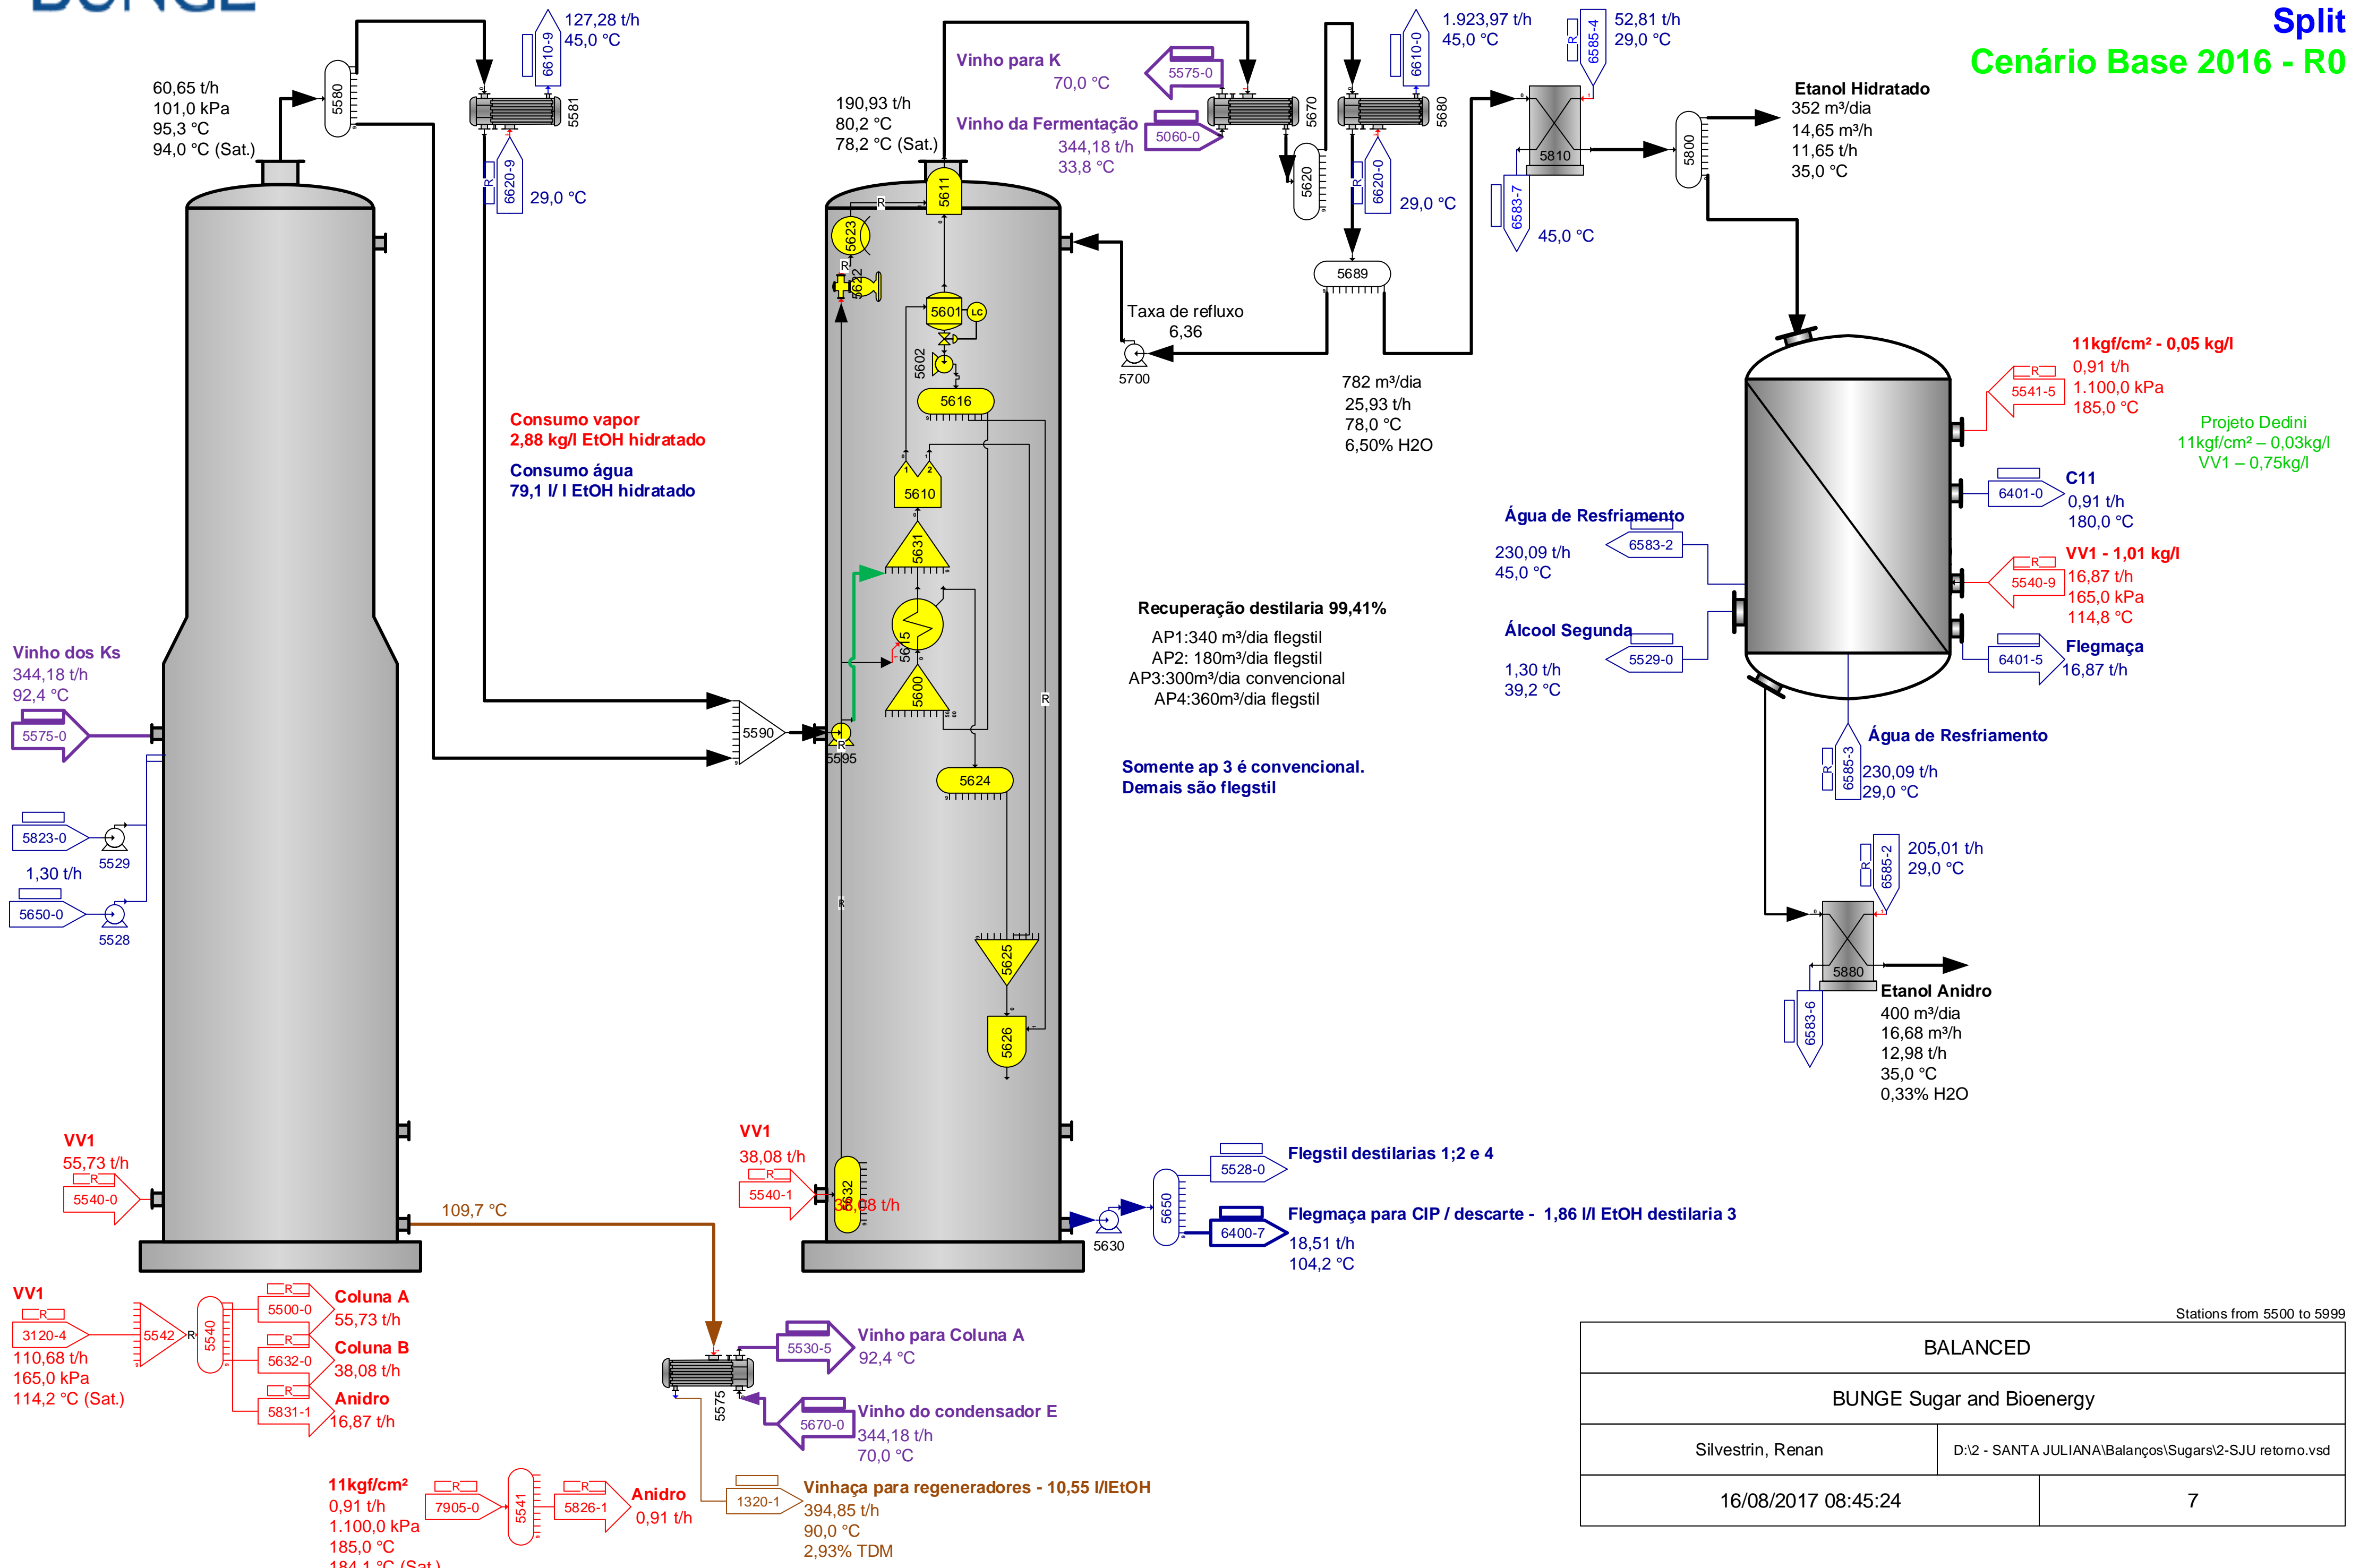 BUNGE
Split
Cenário Base 2016 - R0
60,65 t/h
101,0 kPa
95,3 °C
94,0 °C (Sat.)
5580
127,28 t/h
45,0 °C
6610-9
5581
R
6620-9
29,0 °C
190,93 t/h
80,2 °C
78,2 °C (Sat.)
Vinho para K
70,0 °C
5575-0
Vinho da Fermentação
5060-0
344,18 t/h
33,8 °C
5670
5620
1.923,97 t/h
45,0 °C
6610-0
5680
R
6620-0
29,0 °C
5689
52,81 t/h
29,0 °C
R
6585-4
5810
6583-7
45,0 °C
5800
Etanol Hidratado
352 m³/dia
14,65 m³/h
11,65 t/h
35,0 °C
Taxa de refluxo
6,36
5700
782 m³/dia
25,93 t/h
78,0 °C
6,50% H2O
Consumo vapor
2,88 kg/l EtOH hidratado
Consumo água
79,1 l/ l EtOH hidratado
5611
R
5623
R
5622
5601
LC
5602
5616
1 2
5610
5631
5615
5600
R
5595
R
5624
R
5625
5626
5632
5590
Recuperação destilaria 99,41%
AP1:340 m³/dia flegstil
AP2: 180m³/dia flegstil
AP3:300m³/dia convencional
AP4:360m³/dia flegstil
Somente ap 3 é convencional.
Demais são flegstil
11kgf/cm² - 0,05 kg/l
0,91 t/h
1.100,0 kPa
185,0 °C
R
5541-5
Projeto Dedini
11kgf/cm² – 0,03kg/l
VV1 – 0,75kg/l
C11
6401-0
0,91 t/h
180,0 °C
VV1 - 1,01 kg/l
R
5540-9
16,87 t/h
165,0 kPa
114,8 °C
Flegmaça
6401-5
16,87 t/h
Água de Resfriamento
6583-2
230,09 t/h
45,0 °C
Álcool Segunda
5529-0
1,30 t/h
39,2 °C
Água de Resfriamento
R
6585-3
230,09 t/h
29,0 °C
R
6585-2
205,01 t/h
29,0 °C
5880
6583-6
Etanol Anidro
400 m³/dia
16,68 m³/h
12,98 t/h
35,0 °C
0,33% H2O
Vinho dos Ks
344,18 t/h
92,4 °C
5575-0
5823-0
5529
1,30 t/h
5650-0
5528
VV1
55,73 t/h
R
5540-0
109,7 °C
VV1
38,08 t/h
R
5540-1
38,08 t/h
5630
5650
5528-0
Flegstil destilarias 1;2 e 4
6400-7
Flegmaça para CIP / descarte - 1,86 l/l EtOH destilaria 3
18,51 t/h
104,2 °C
VV1
R
3120-4
110,68 t/h
165,0 kPa
114,2 °C (Sat.)
5542
R
5540
R
5500-0
Coluna A
55,73 t/h
R
5632-0
Coluna B
38,08 t/h
R
5831-1
Anidro
16,87 t/h
5575
5530-5
Vinho para Coluna A
92,4 °C
5670-0
Vinho do condensador E
344,18 t/h
70,0 °C
11kgf/cm²
0,91 t/h
1.100,0 kPa
185,0 °C
184,1 °C (Sat.)
R
7905-0
5541
R
5826-1
Anidro
0,91 t/h
1320-1
Vinhaça para regeneradores - 10,55 l/lEtOH
394,85 t/h
90,0 °C
2,93% TDM
Stations from 5500 to 5999
BALANCED
BUNGE Sugar and Bioenergy
Silvestrin, Renan
D:\2 - SANTA JULIANA\Balanços\Sugars\2-SJU retorno.vsd
16/08/2017 08:45:24
7